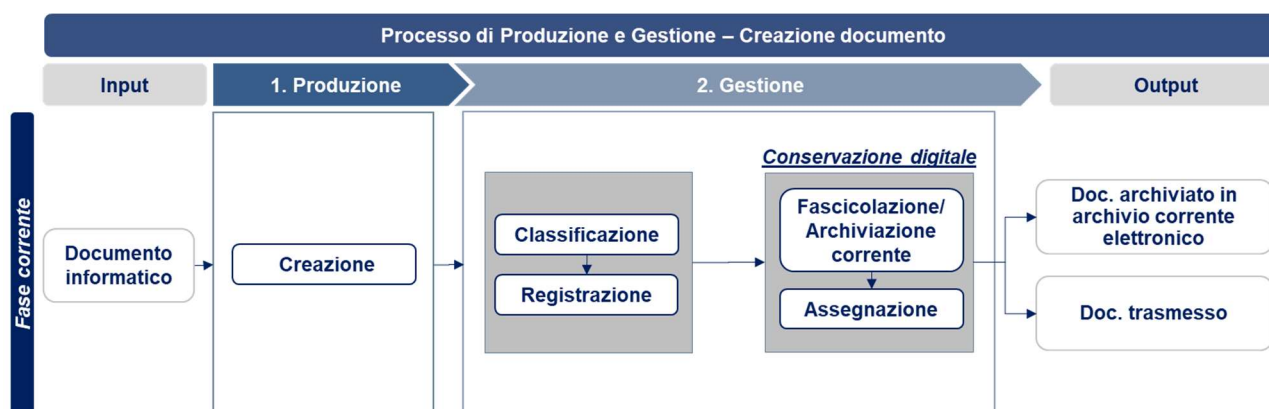 Processo di Produzione e Gestione – Creazione documento
Input
1. Produzione
2. Gestione
Output
Fase corrente
Documento
informatico
Creazione
Classificazione
Registrazione
Conservazione digitale
Fascicolazione/
Archiviazione
corrente
Assegnazione
Doc. archiviato in
archivio corrente
elettronico
Doc. trasmesso